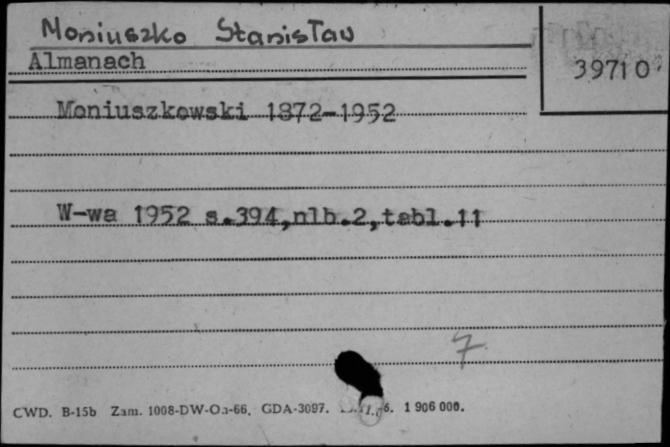 Moniuszko Stanisław
Almanach
39710
Moniuszkowski 1872-1952
W-wa 1952 s.394,nlb.2,tabl.11
7
CWD. B-15b Zam. 1008-DW-Oa-66. GDA-3097. 1 906 000.